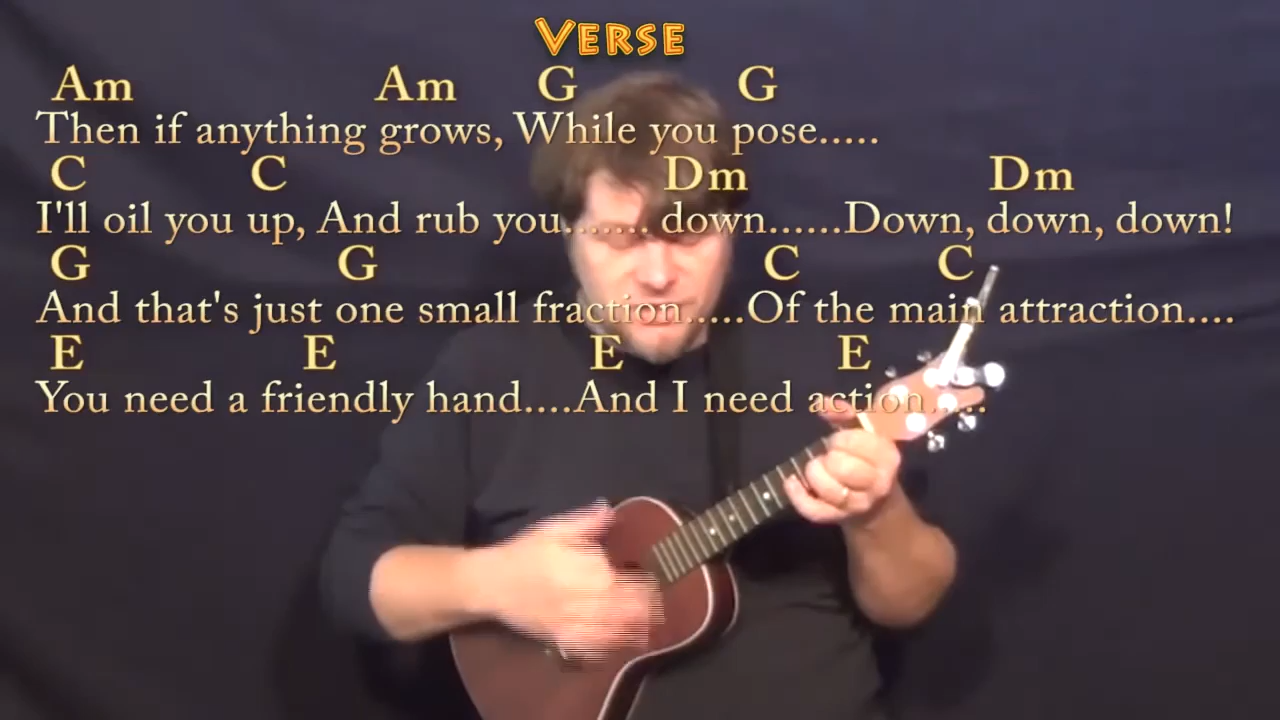 VERSE
Am Am G G
Then if anything grows, While you pose.....
C C Dm Dm
I'll oil you up, And rub you....... down......Down, down, down!
G G C C
And that's just one small fraction.....Of the main attraction....
E E E E
You need a friendly hand....And I need action.....